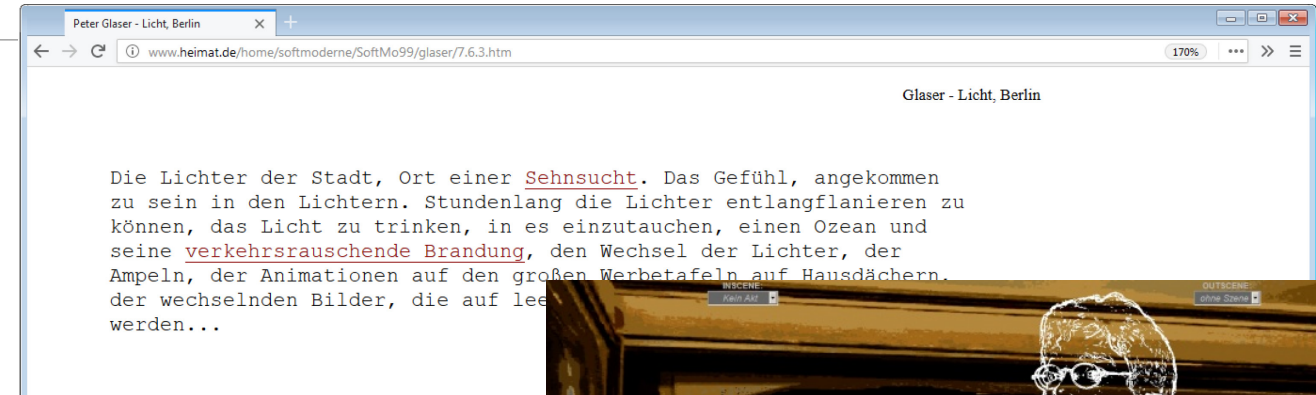 Peter Glaser - Licht, Berlin
www.heimat.de/home/softmoderne/SoftMo99/glaser/7.6.3.htm
170%
Glaser - Licht, Berlin
Die Lichter der Stadt, Ort einer Sehnsucht. Das Gefühl, angekommen
zu sein in den Lichtern. Stundenlang die Lichter entlangflanieren zu
können, das Licht zu trinken, in es einzutauchen, einen Ozean und
seine verkehrsrauschende Brandung, den Wechsel der Lichter, der
Ampeln, der Animationen auf den großen Werbetafeln auf Hausdächern,
der wechselnden Bilder, die auf
werden...
INSCENE:
Kein Akt
OUTSCENE:
ohne Szene